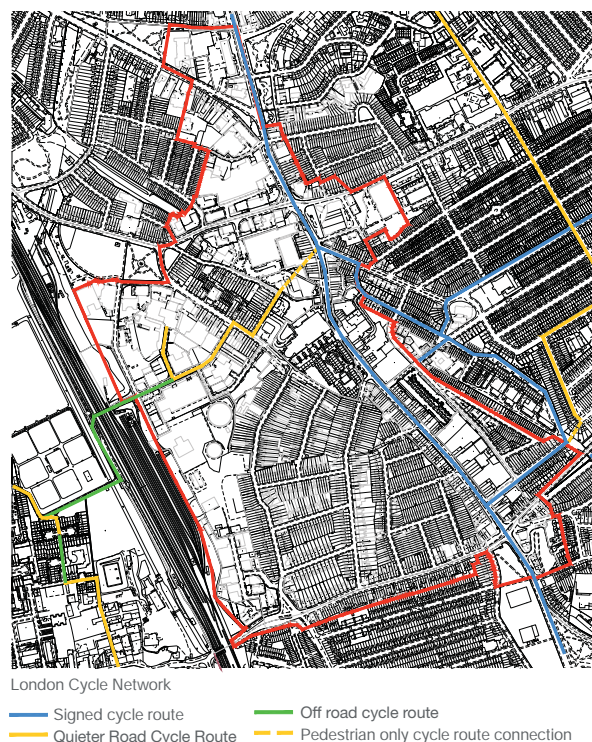 London Cycle Network
Signed cycle route
Quieter Road Cycle Route
Off road cycle route
Pedestrian only cycle route connection